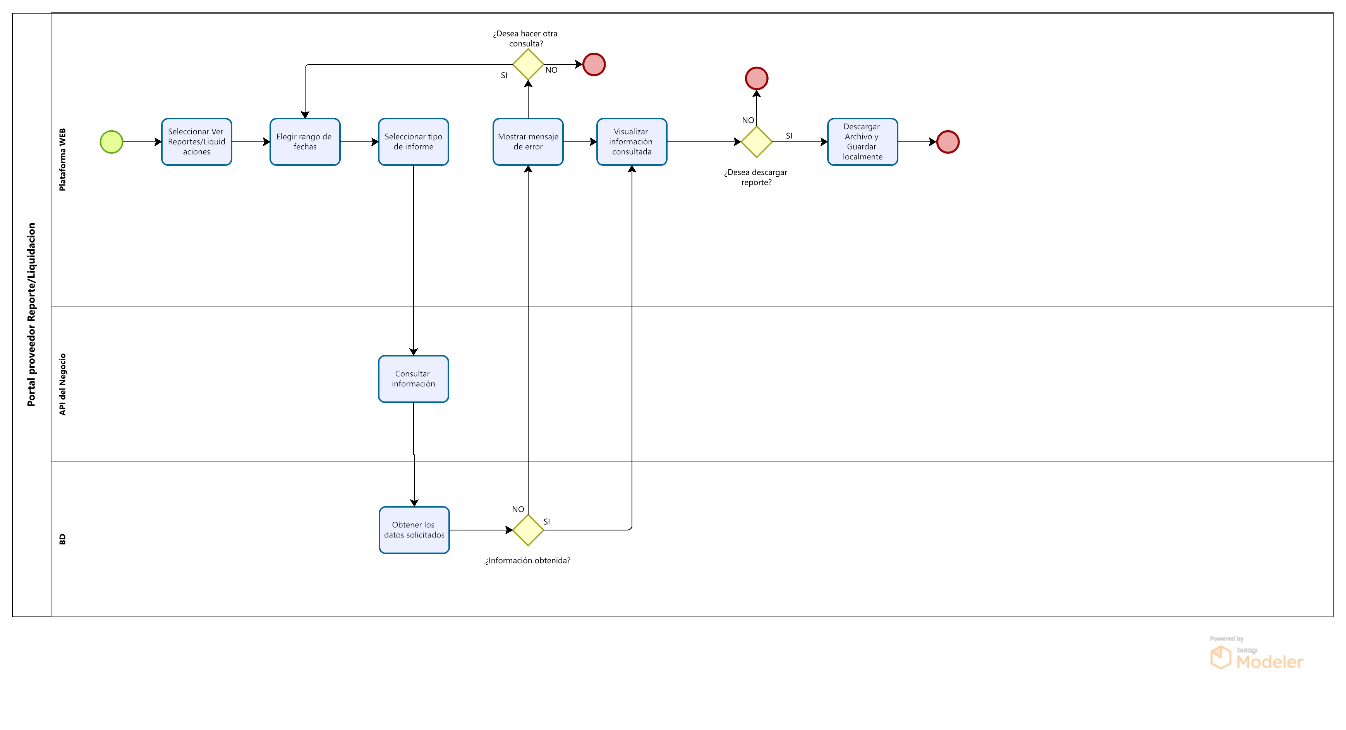 Portal proveedor Reporte/Liquidacion
Plataforma WEB
¿Desea hacer otra
consulta?
SI
NO
Seleccionar Ver
Reportes/Liquid
aciones
Elegir rango de
fechas
Seleccionar tipo
de informe
Mostrar mensaje
de error
Visualizar
información
consultada
NO
SI
¿Desea descargar
reporte?
Descargar
Archivo y
Guardar
localmente
API del Negocio
Consultar
información
BD
Obtener los
datos solicitados
NO
SI
¿Información obtenida?
Powered by
bizagi
Modeler